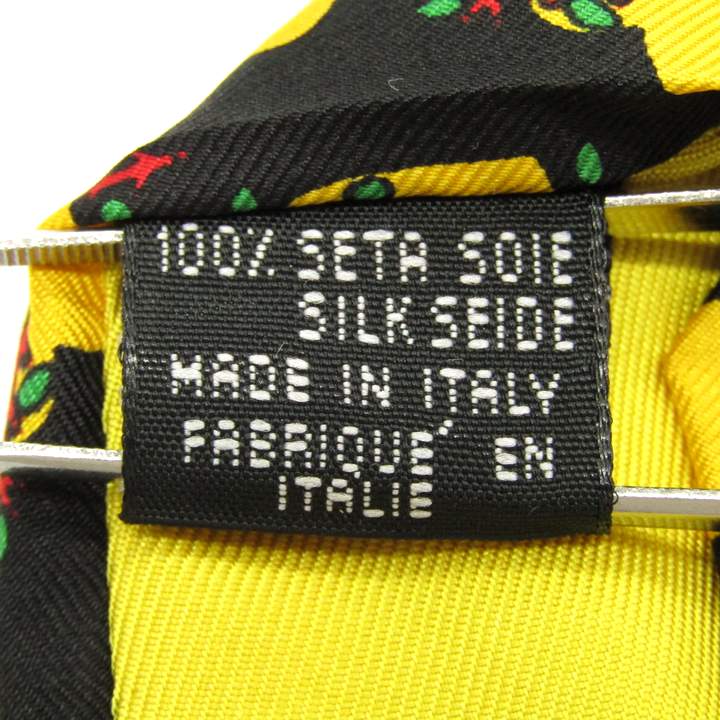 100% SETA SOIE
SILK SEIDE
MADE IN ITALY
FABRIQUÉ EN
ITALIE